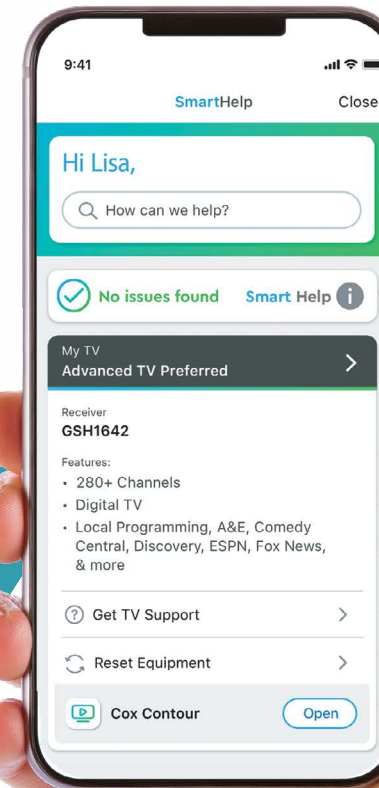 9:41
SmartHelp
Close
Hi Lisa,
How can we help?
No issues found
Smart Help
My TV
Advanced TV Preferred
Receiver
GSH1642
Features:
• 280+ Channels
• Digital TV
• Local Programming, A&E, Comedy
Central, Discovery, ESPN, Fox News,
& more
Get TV Support
Reset Equipment
Cox Contour
Open